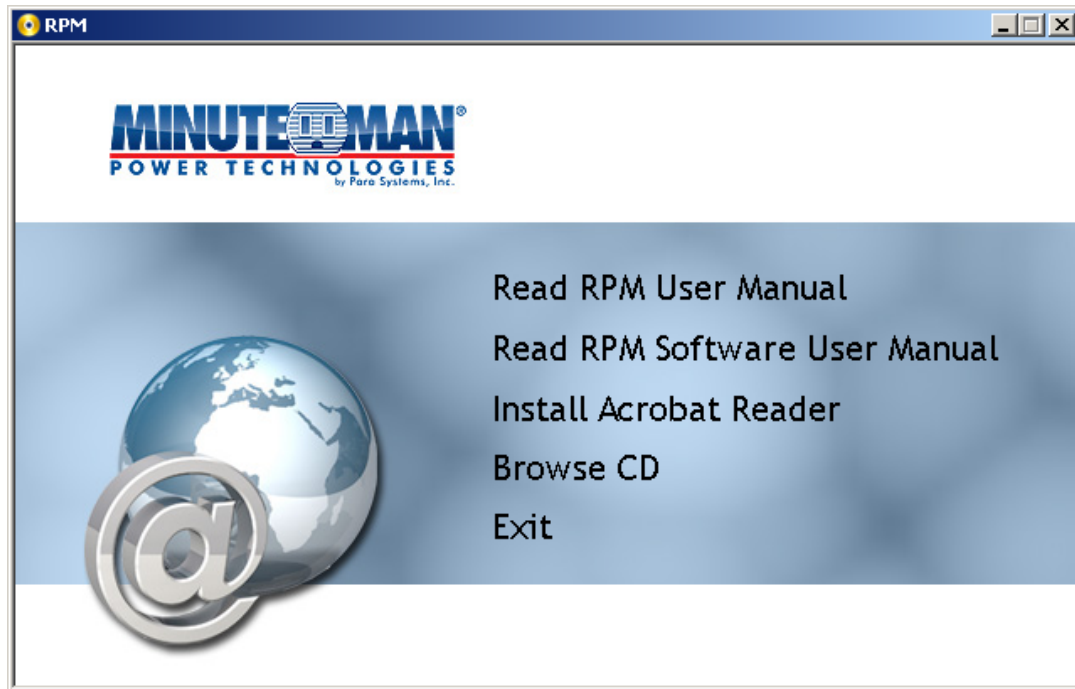 RPM
MINUTEMAN®
POWER TECHNOLOGIES
by Para Systems, Inc.
Read RPM User Manual
Read RPM Software User Manual
Install Acrobat Reader
Browse CD
Exit
@